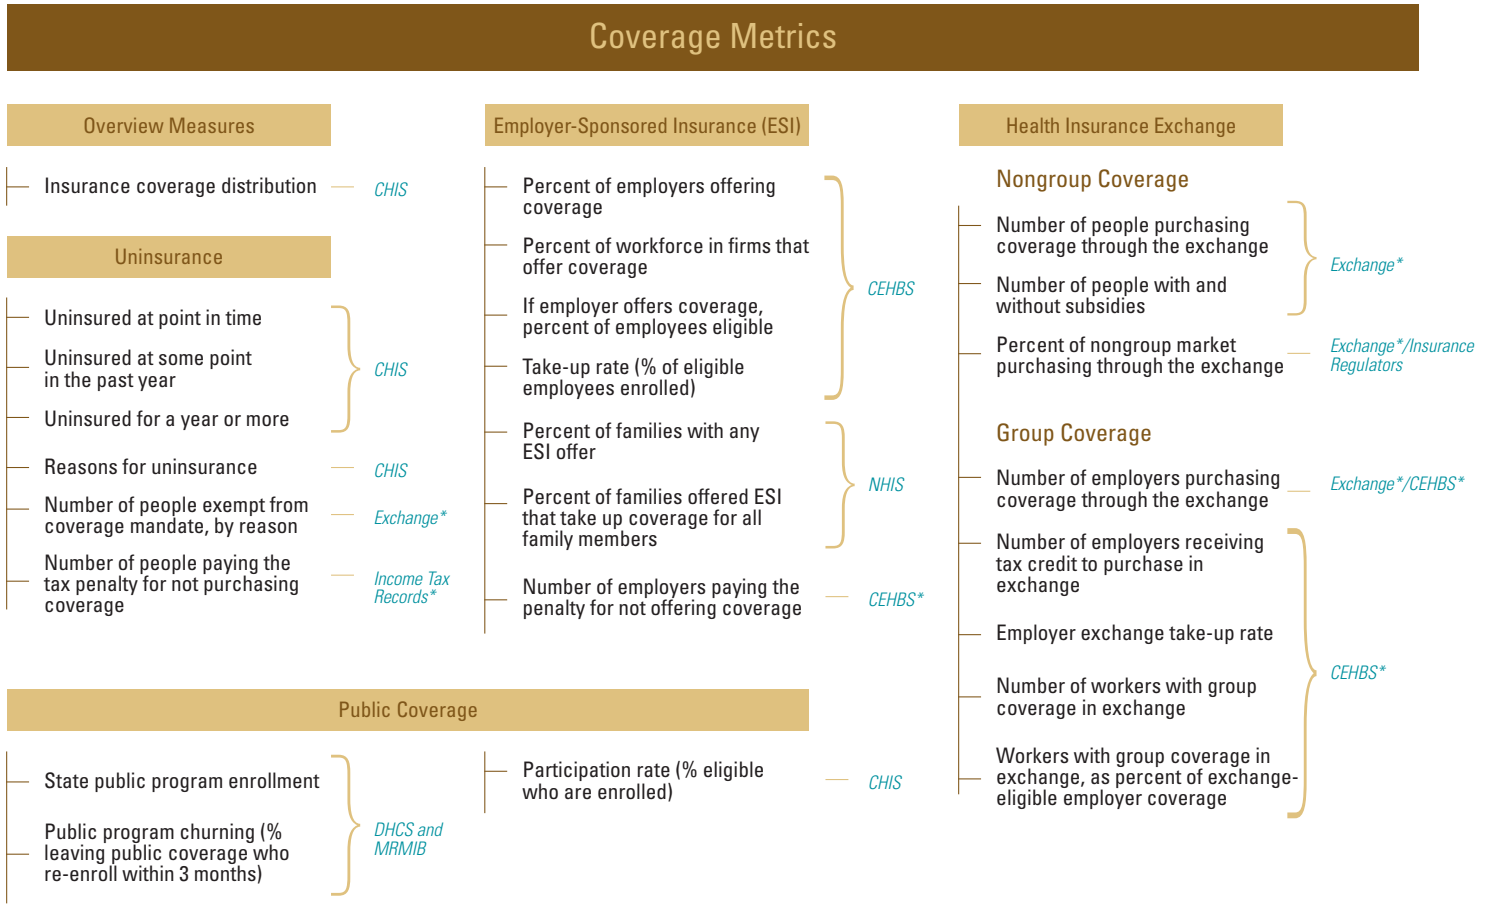 Coverage Metrics
Overview Measures
Insurance coverage distribution
CHIS
Uninsurance
Uninsured at point in time
Uninsured at some point
in the past year
Uninsured for a year or more
CHIS
Reasons for uninsurance
CHIS
Number of people exempt from
coverage mandate, by reason
Exchange*
Number of people paying the
tax penalty for not purchasing
coverage
Income Tax
Records*
Employer-Sponsored Insurance (ESI)
Percent of employers offering
coverage
Percent of workforce in firms that
offer coverage
If employer offers coverage,
percent of employees eligible
Take-up rate (% of eligible
employees enrolled)
CEHBS
Percent of families with any
ESI offer
Percent of families offered ESI
that take up coverage for all
family members
NHIS
Number of employers paying the
penalty for not offering coverage
CEHBS*
Public Coverage
State public program enrollment
Public program churning (%
leaving public coverage who
re-enroll within 3 months)
DHCS and
MRMIB
Participation rate (% eligible
who are enrolled)
CHIS
Health Insurance Exchange
Nongroup Coverage
Number of people purchasing
coverage through the exchange
Number of people with and
without subsidies
Exchange*
Percent of nongroup market
purchasing through the exchange
Exchange*/Insurance
Regulators
Group Coverage
Number of employers purchasing
coverage through the exchange
Exchange*/CEHBS*
Number of employers receiving
tax credit to purchase in
exchange
Employer exchange take-up rate
Number of workers with group
coverage in exchange
Workers with group coverage in
exchange, as percent of exchange-
eligible employer coverage
CEHBS*